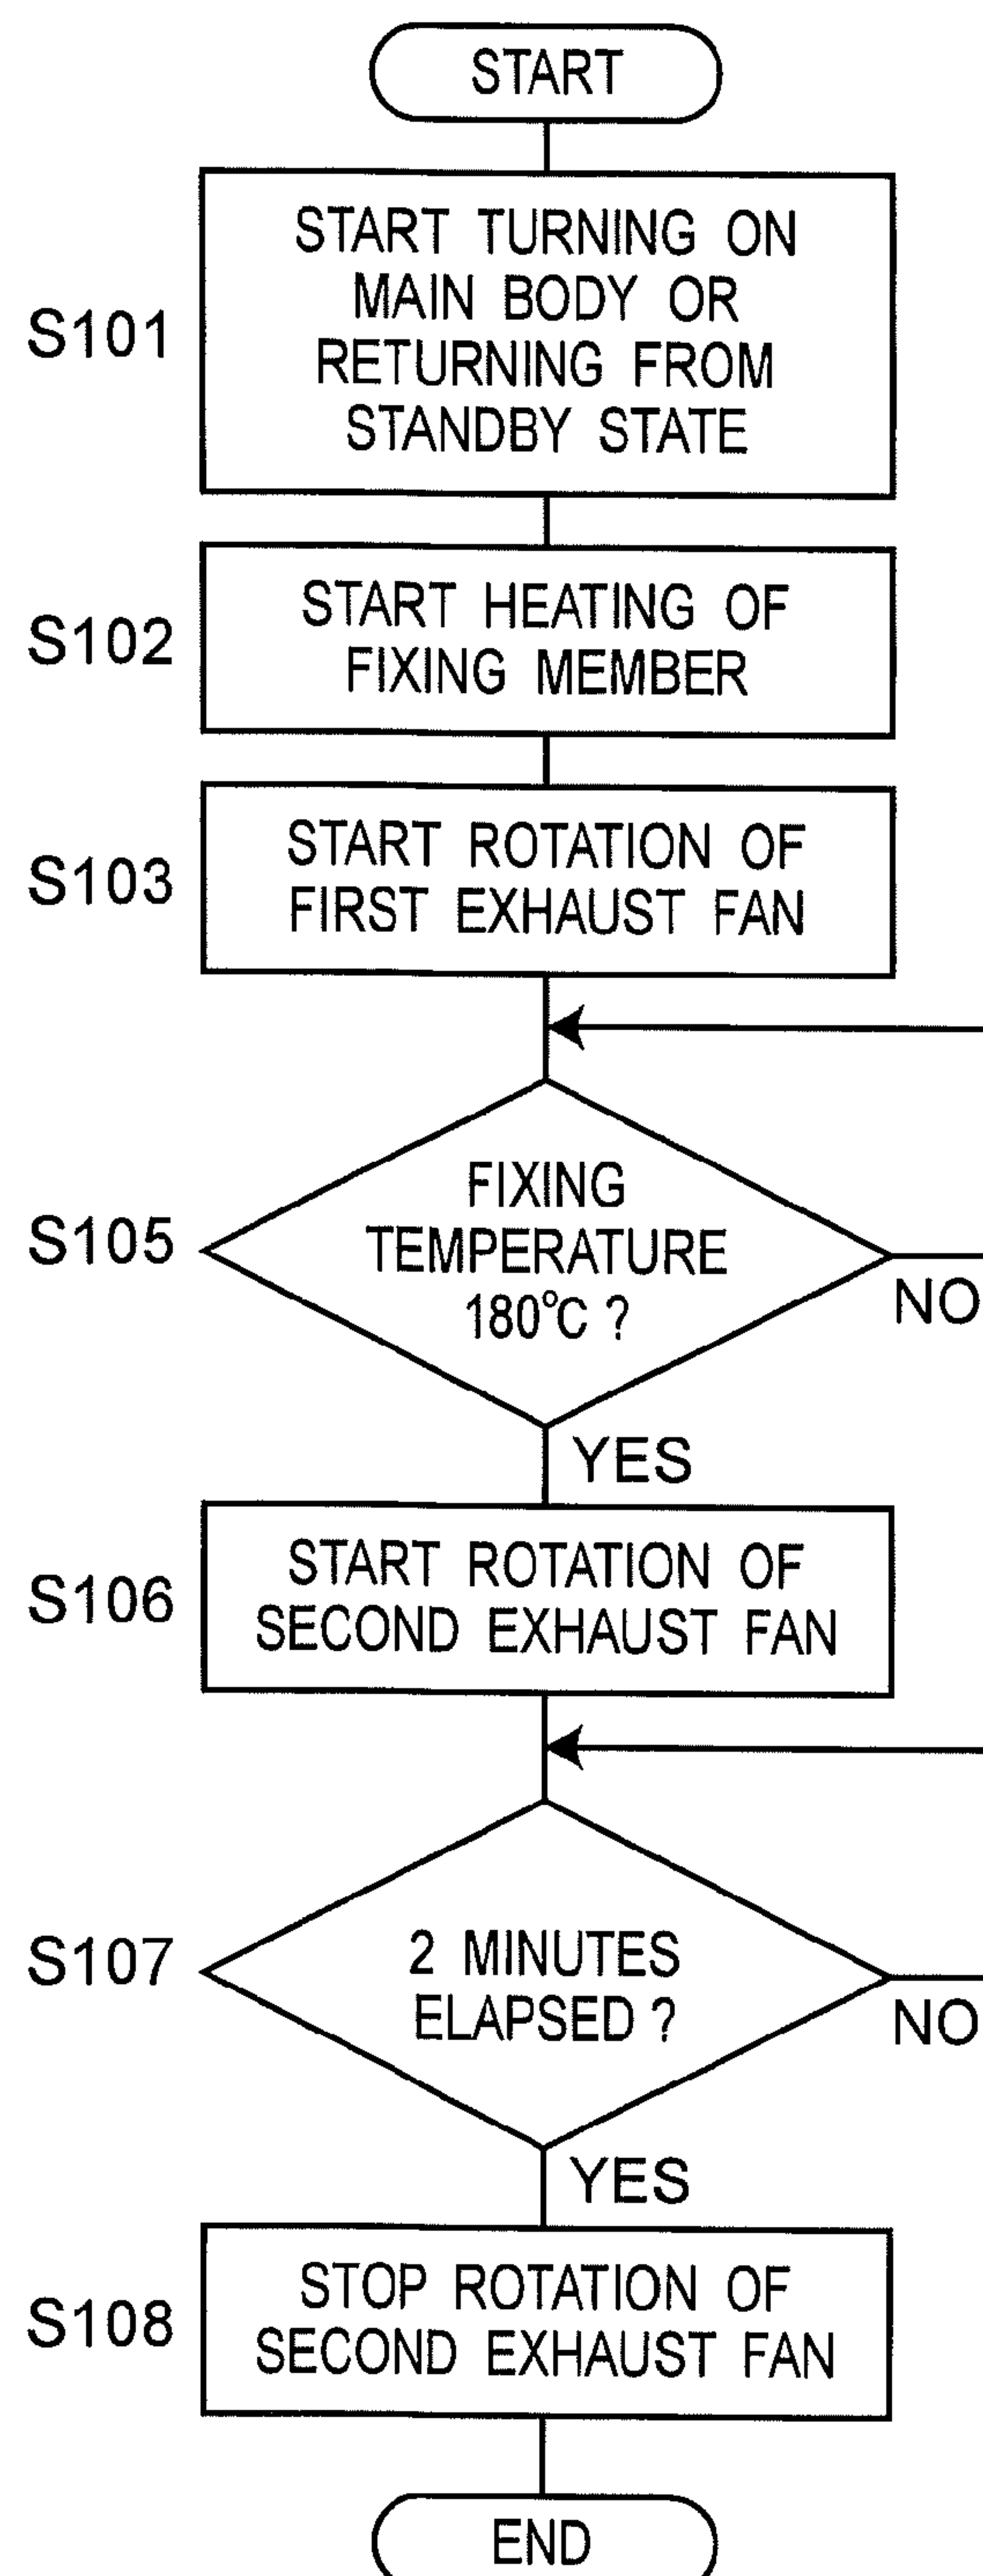 START
S101
START TURNING ON
MAIN BODY OR
RETURNING FROM
STANDBY STATE
S102
START HEATING OF
FIXING MEMBER
S103
START ROTATION OF
FIRST EXHAUST FAN
S105
FIXING
TEMPERATURE
180°C ?
NO
YES
S106
START ROTATION OF
SECOND EXHAUST FAN
S107
2 MINUTES
ELAPSED ?
NO
YES
S108
STOP ROTATION OF
SECOND EXHAUST FAN
END